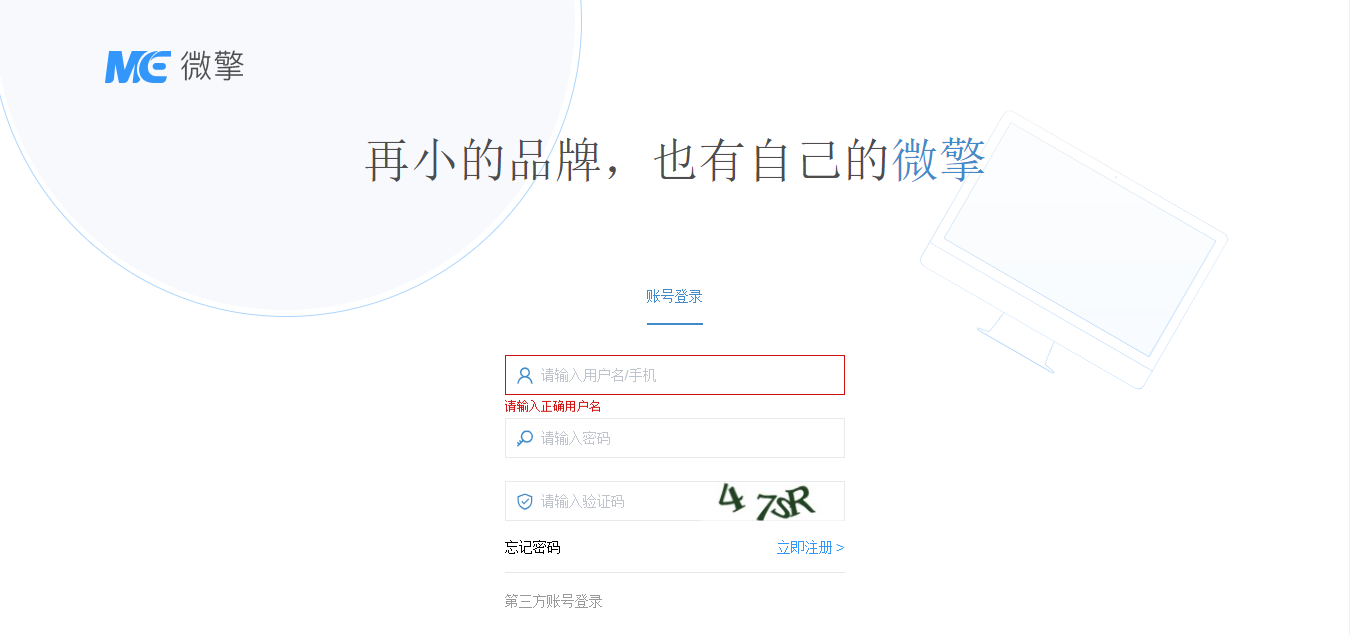 ME 微擎
再小的品牌，也有自己的微擎
账号登录
请输入用户名/手机
请输入正确用户名
请输入密码
请输入验证码 47SR
忘记密码 立即注册 >
第三方账号登录